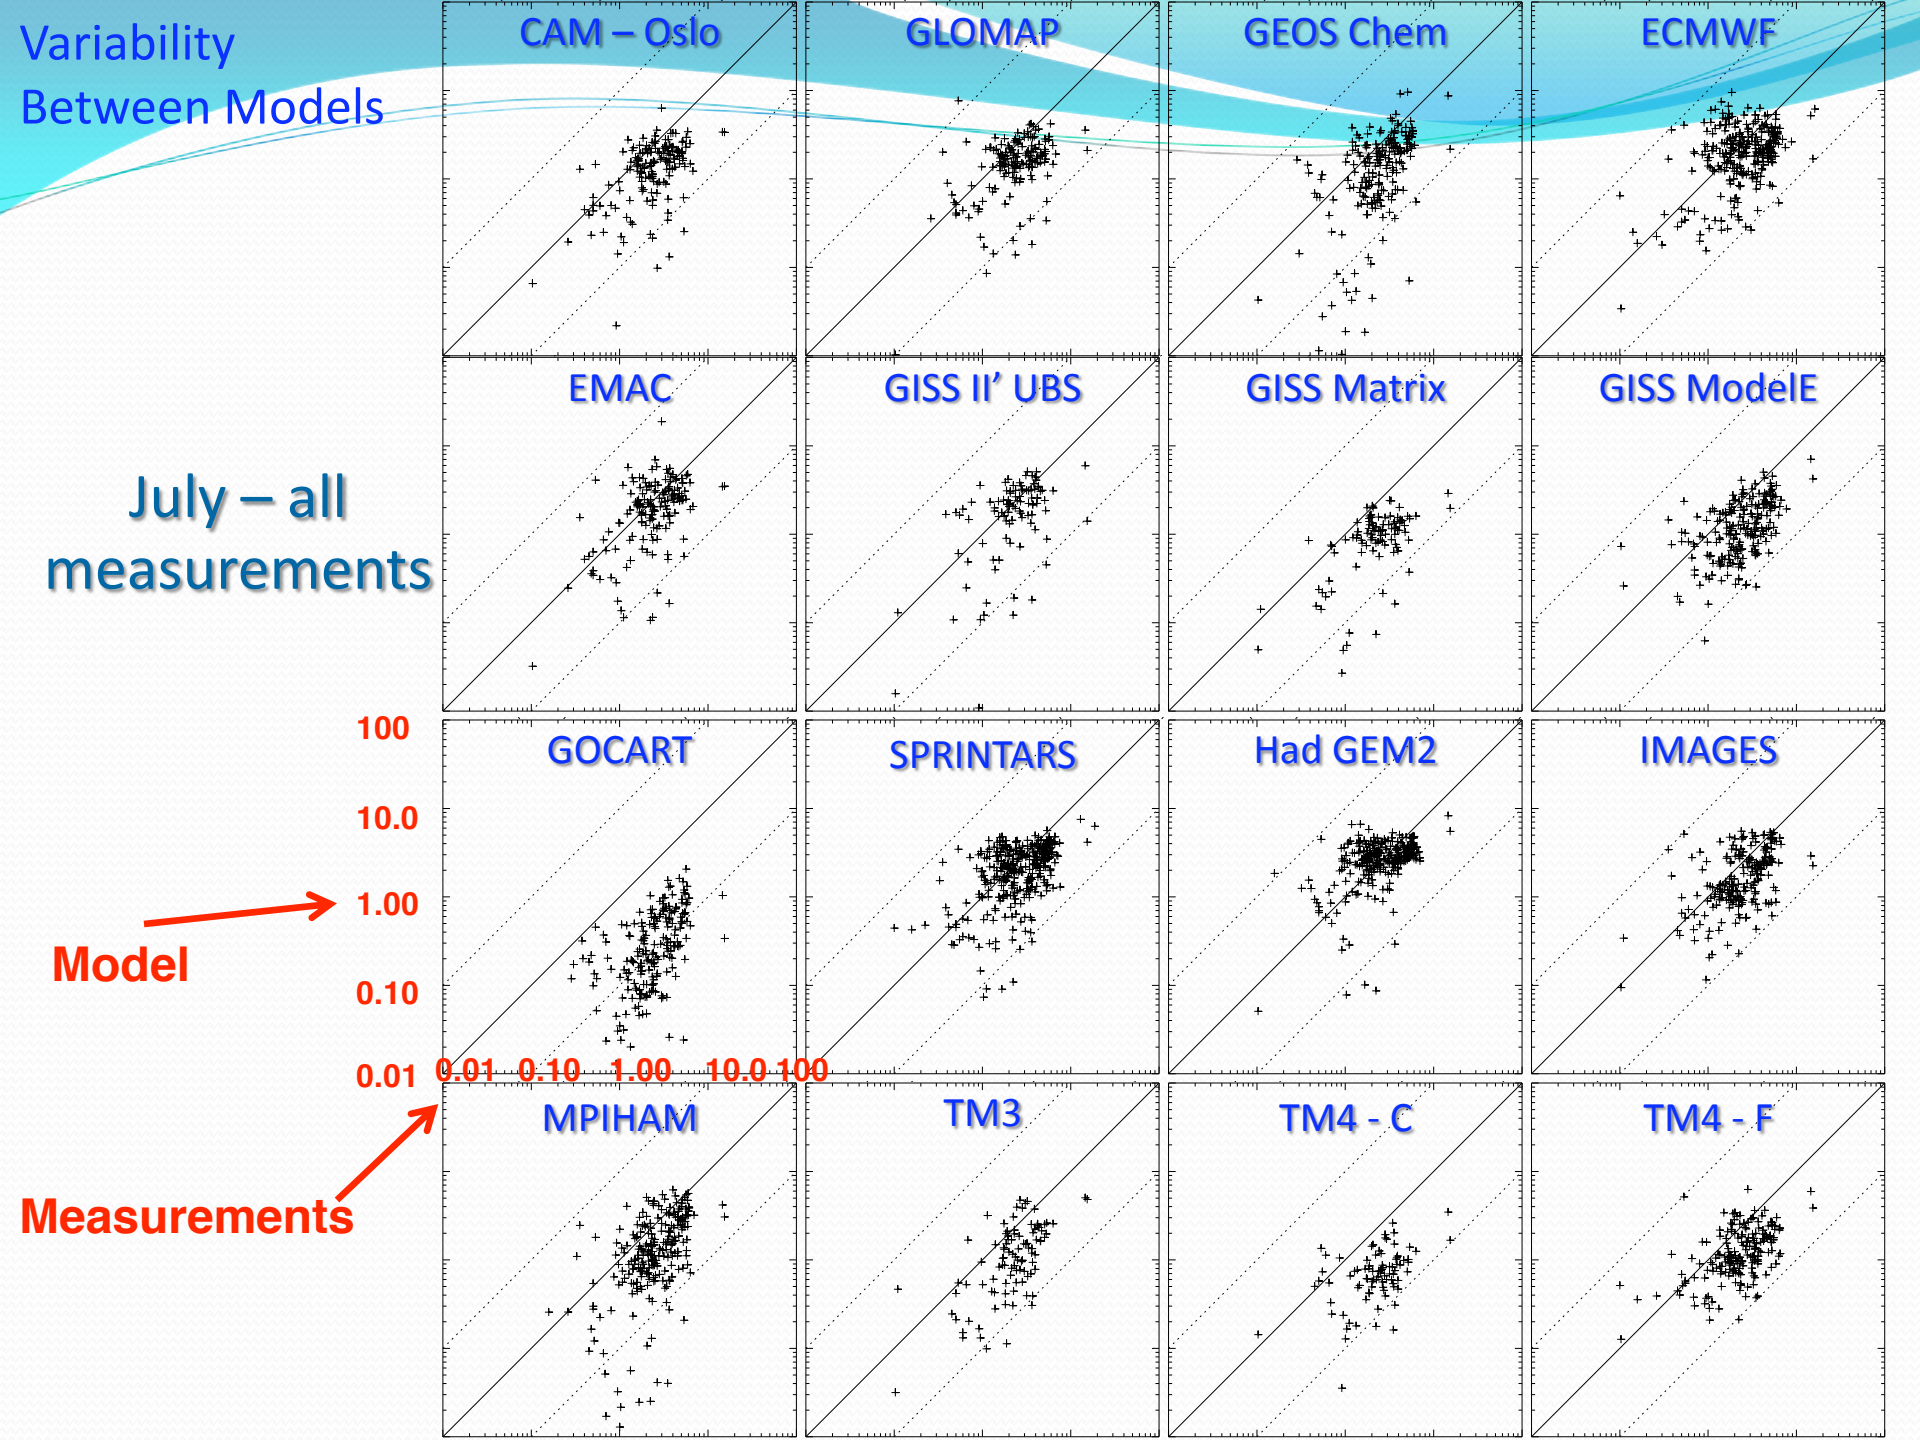 Variability
Between Models
CAM – Oslo
GLOMAP
GEOS Chem
ECMWF
July – all
measurements
EMAC
GISS II’ UBS
GISS Matrix
GISS ModelE
GOCART
SPRINTARS
Had GEM2
IMAGES
100
10.0
1.00
0.10
0.01
0.01 0.10 1.00 10.0 100
Model
Measurements
MPIHAM
TM3
TM4 - C
TM4 - F